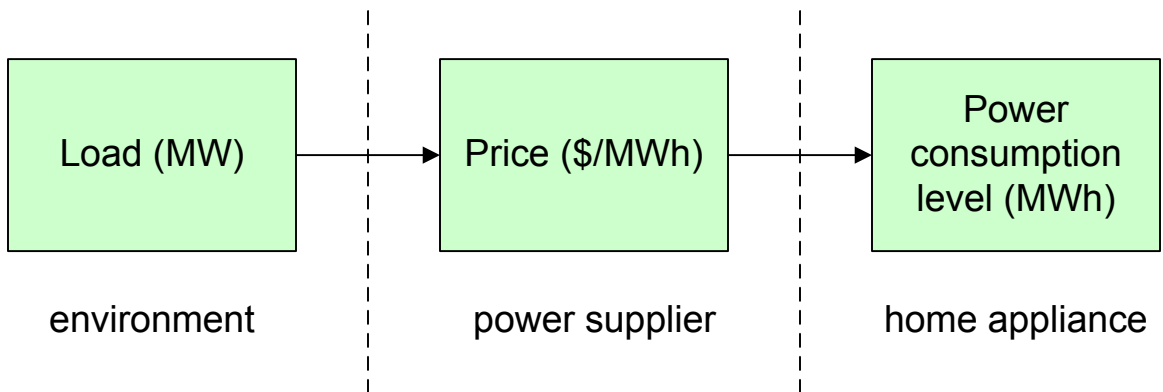 Load (MW)
Price ($/MWh)
Power
consumption
level (MWh)
environment
power supplier
home appliance